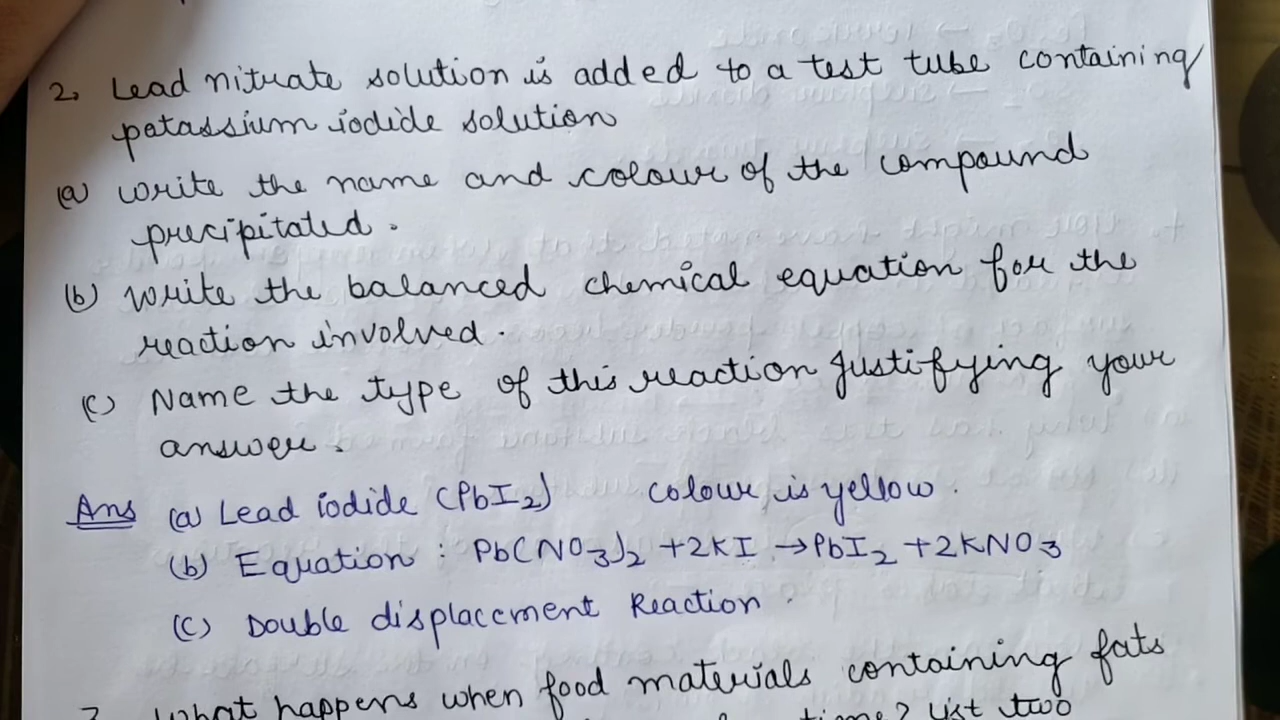 2. Lead nitrate solution is added to a test tube containing
potassium iodide solution
(a) Write the name and colour of the compound
precipitated.
(b) Write the balanced chemical equation for the
reaction involved.
(c) Name the type of this reaction justifying your
answer.
Ans (a) Lead iodide (PbI2) colour is yellow.
(b) Equation : Pb(NO3)2 + 2KI → PbI2 + 2KNO3
(c) Double displacement Reaction.
What happens when food materials containing fats
time? List two